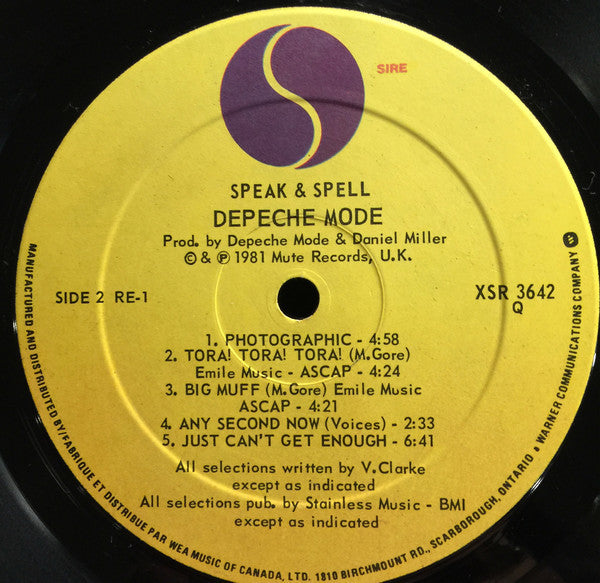 SIRE
SPEAK & SPELL
DEPECHE MODE
Prod. by Depeche Mode & Daniel Miller
© & ℗ 1981 Mute Records, U.K.
SIDE 2 RE-1
XSR 3642
Q
1. PHOTOGRAPHIC - 4:58
2. TORA! TORA! TORA! (M.Gore)
Emile Music - ASCAP - 4:24
3. BIG MUFF (M.Gore) Emile Music
ASCAP - 4:21
4. ANY SECOND NOW (Voices) - 2:33
5. JUST CAN'T GET ENOUGH - 6:41
All selections written by V.Clarke
except as indicated
All selections pub. by Stainless Music - BMI
except as indicated
MANUFACTURED AND DISTRIBUTED BY/FABRIQUE ET DISTRIBUE PAR WEA MUSIC OF CANADA, LTD. 1810 BIRCHMOUNT RD., SCARBOROUGH, ONTARIO • WARNER COMMUNICATIONS COMPANY